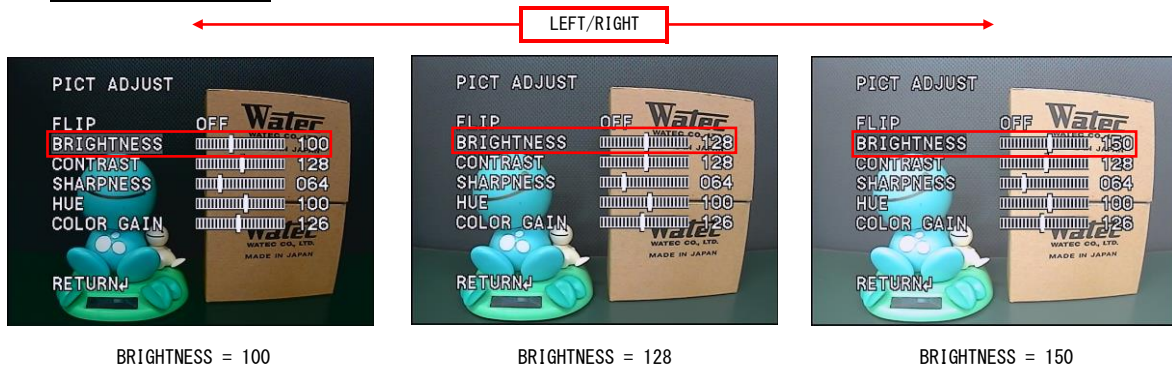 LEFT/RIGHT
PICT ADJUST
FLIP OFF
BRIGHTNESS 100
CONTRAST 128
SHARPNESS 064
HUE 100
COLOR GAIN 126
RETURN↲
Watec
WATEC CO., LTD.
MADE IN JAPAN
PICT ADJUST
FLIP OFF
BRIGHTNESS 128
CONTRAST 128
SHARPNESS 064
HUE 100
COLOR GAIN 126
RETURN↲
Watec
WATEC CO., LTD.
MADE IN JAPAN
PICT ADJUST
FLIP OFF
BRIGHTNESS 150
CONTRAST 128
SHARPNESS 064
HUE 100
COLOR GAIN 126
RETURN↲
Watec
WATEC CO., LTD.
MADE IN JAPAN
BRIGHTNESS = 100
BRIGHTNESS = 128
BRIGHTNESS = 150